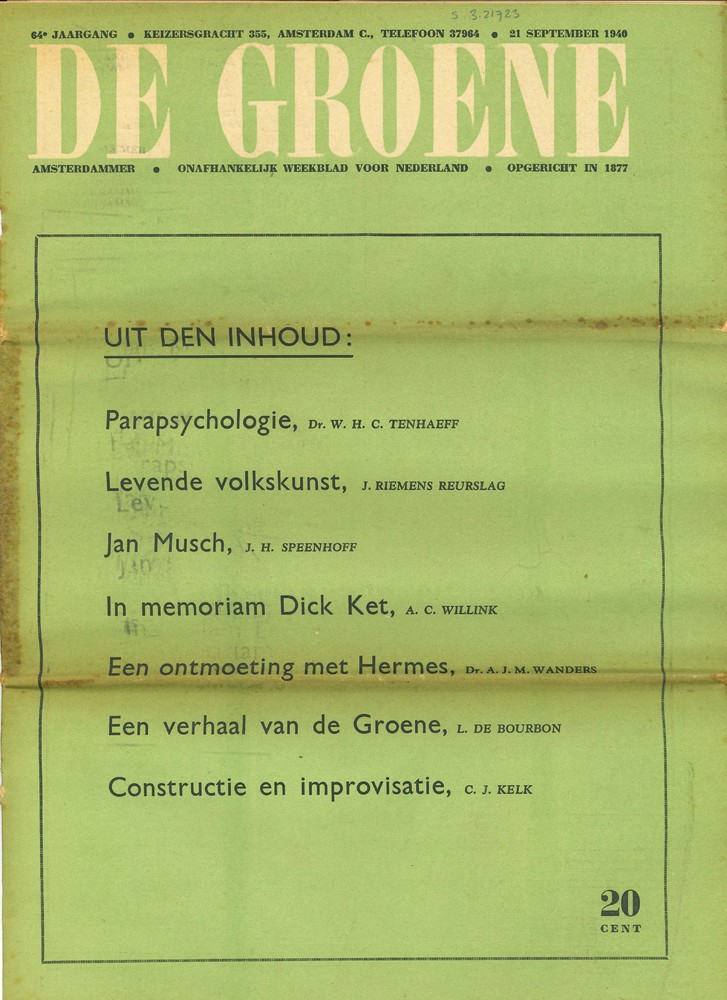 S. 3.21723
64e JAARGANG ● KEIZERSGRACHT 355, AMSTERDAM C., TELEFOON 37964 ● 21 SEPTEMBER 1940
DE GROENE
AMSTERDAMMER ● ONAFHANKELIJK WEEKBLAD VOOR NEDERLAND ● OPGERICHT IN 1877
UIT DEN INHOUD:
Parapsychologie, Dr. W. H. C. TENHAEFF
Levende volkskunst, J. RIEMENS REURSLAG
Jan Musch, J. H. SPEENHOFF
In memoriam Dick Ket, A. C. WILLINK
Een ontmoeting met Hermes, Dr. A. J. M. WANDERS
Een verhaal van de Groene, L. DE BOURBON
Constructie en improvisatie, C. J. KELK
20
CENT